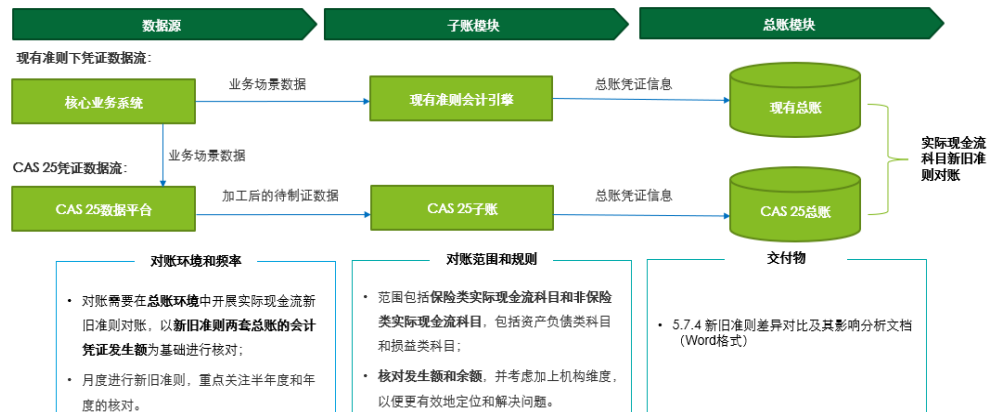 数据源
子账模块
总账模块
现有准则下凭证数据流：
核心业务系统
业务场景数据
现有准则会计引擎
总账凭证信息
现有总账
业务场景数据
实际现金流
科目新旧准
则对账
CAS 25凭证数据流：
CAS 25数据平台
加工后的待制证数据
CAS 25子账
总账凭证信息
CAS 25总账
对账环境和频率
• 对账需要在总账环境中开展实际现金流新
旧准则对账，以新旧准则两套总账的会计
凭证发生额为基础进行核对；
• 月度进行新旧准则，重点关注半年度和年
度的核对。
对账范围和规则
• 范围包括保险类实际现金流科目和非保险
类实际现金流科目，包括资产负债类科目
和损益类科目；
• 核对发生额和余额，并考虑加上机构维度，
以便更有效地定位和解决问题。
交付物
• 5.7.4 新旧准则差异对比及其影响分析文档
（Word格式）